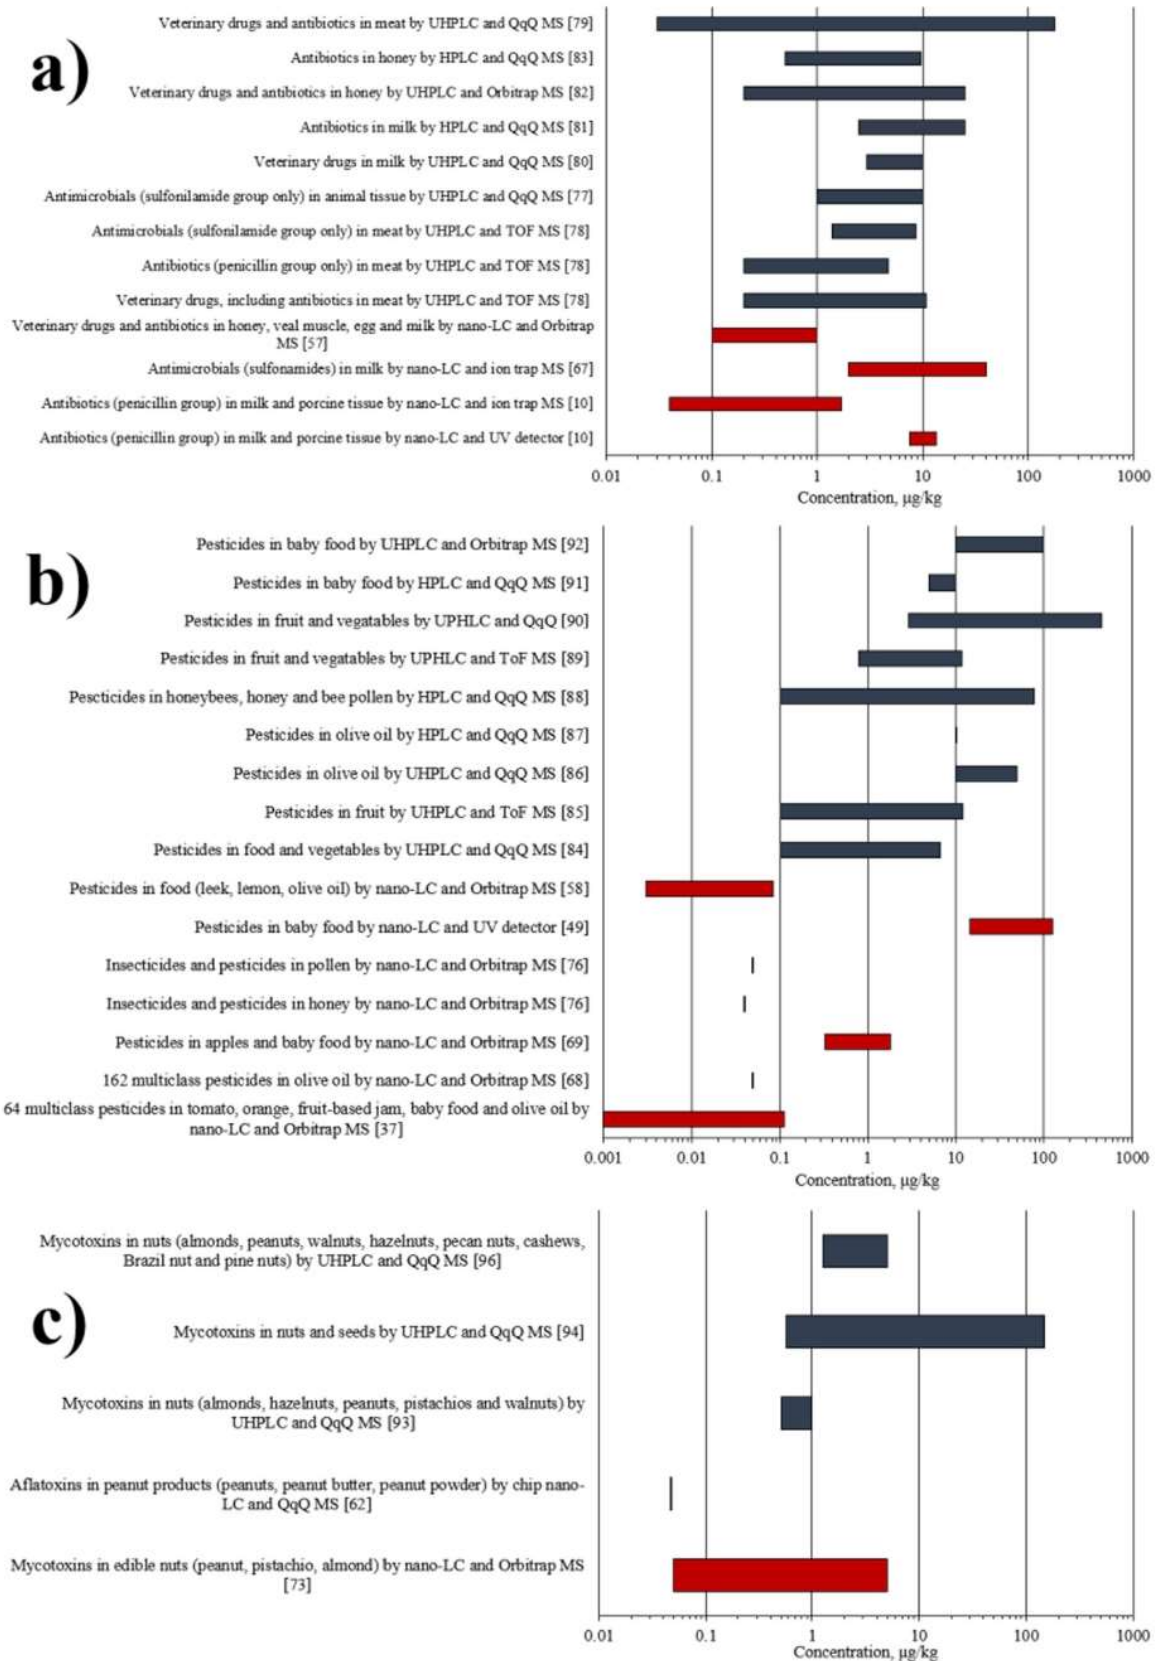 a)
Veterinary drugs and antibiotics in meat by UHPLC and QqQ MS [79]
Antibiotics in honey by HPLC and QqQ MS [83]
Veterinary drugs and antibiotics in honey by UHPLC and Orbitrap MS [82]
Antibiotics in milk by HPLC and QqQ MS [81]
Veterinary drugs in milk by UHPLC and QqQ MS [80]
Antimicrobials (sulfonilamide group only) in animal tissue by UHPLC and QqQ MS [77]
Antimicrobials (sulfonilamide group only) in meat by UHPLC and TOF MS [78]
Antibiotics (penicillin group only) in meat by UHPLC and TOF MS [78]
Veterinary drugs, including antibiotics in meat by UHPLC and TOF MS [78]
Veterinary drugs and antibiotics in honey, veal muscle, egg and milk by nano-LC and Orbitrap
MS [57]
Antimicrobials (sulfonamides) in milk by nano-LC and ion trap MS [67]
Antibiotics (penicillin group) in milk and porcine tissue by nano-LC and ion trap MS [10]
Antibiotics (penicillin group) in milk and porcine tissue by nano-LC and UV detector [10]
0.01 0.1 1 10 100 1000
Concentration, µg/kg
b)
Pesticides in baby food by UHPLC and Orbitrap MS [92]
Pesticides in baby food by HPLC and QqQ MS [91]
Pesticides in fruit and vegatables by UPHLC and QqQ [90]
Pesticides in fruit and vegatables by UPHLC and ToF MS [89]
Pescticides in honeybees, honey and bee pollen by HPLC and QqQ MS [88]
Pesticides in olive oil by HPLC and QqQ MS [87]
Pesticides in olive oil by UHPLC and QqQ MS [86]
Pesticides in fruit by UHPLC and ToF MS [85]
Pesticides in food and vegetables by UHPLC and QqQ MS [84]
Pesticides in food (leek, lemon, olive oil) by nano-LC and Orbitrap MS [58]
Pesticides in baby food by nano-LC and UV detector [49]
Insecticides and pesticides in pollen by nano-LC and Orbitrap MS [76]
Insecticides and pesticides in honey by nano-LC and Orbitrap MS [76]
Pesticides in apples and baby food by nano-LC and Orbitrap MS [69]
162 multiclass pesticides in olive oil by nano-LC and Orbitrap MS [68]
64 multiclass pesticides in tomato, orange, fruit-based jam, baby food and olive oil by
nano-LC and Orbitrap MS [37]
0.001 0.01 0.1 1 10 100 1000
Concentration, µg/kg
c)
Mycotoxins in nuts (almonds, peanuts, walnuts, hazelnuts, pecan nuts, cashews,
Brazil nut and pine nuts) by UHPLC and QqQ MS [96]
Mycotoxins in nuts and seeds by UHPLC and QqQ MS [94]
Mycotoxins in nuts (almonds, hazelnuts, peanuts, pistachios and walnuts) by
UHPLC and QqQ MS [93]
Aflatoxins in peanut products (peanuts, peanut butter, peanut powder) by chip nano-
LC and QqQ MS [62]
Mycotoxins in edible nuts (peanut, pistachio, almond) by nano-LC and Orbitrap MS
[73]
0.01 0.1 1 10 100 1000
Concentration, µg/kg